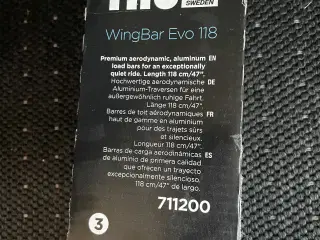 SWEDEN
WingBar Evo 118
Premium aerodynamic, aluminum EN
load bars for an exceptionally
quiet ride. Length 118 cm/47".
Hochwertige aerodynamische DE
Aluminium-Traversen für eine
außergewöhnlich ruhige Fahrt.
Länge 118 cm/47".
Barres de toit aérodynamiques FR
haut de gamme en aluminium
pour des trajets sûrs
et silencieux.
Longueur 118 cm/47".
Barras de carga aerodinámicas ES
de aluminio de primera calidad
que ofrecen un trayecto
excepcionalmente silencioso,
118 cm/47" de largo.
711200
3